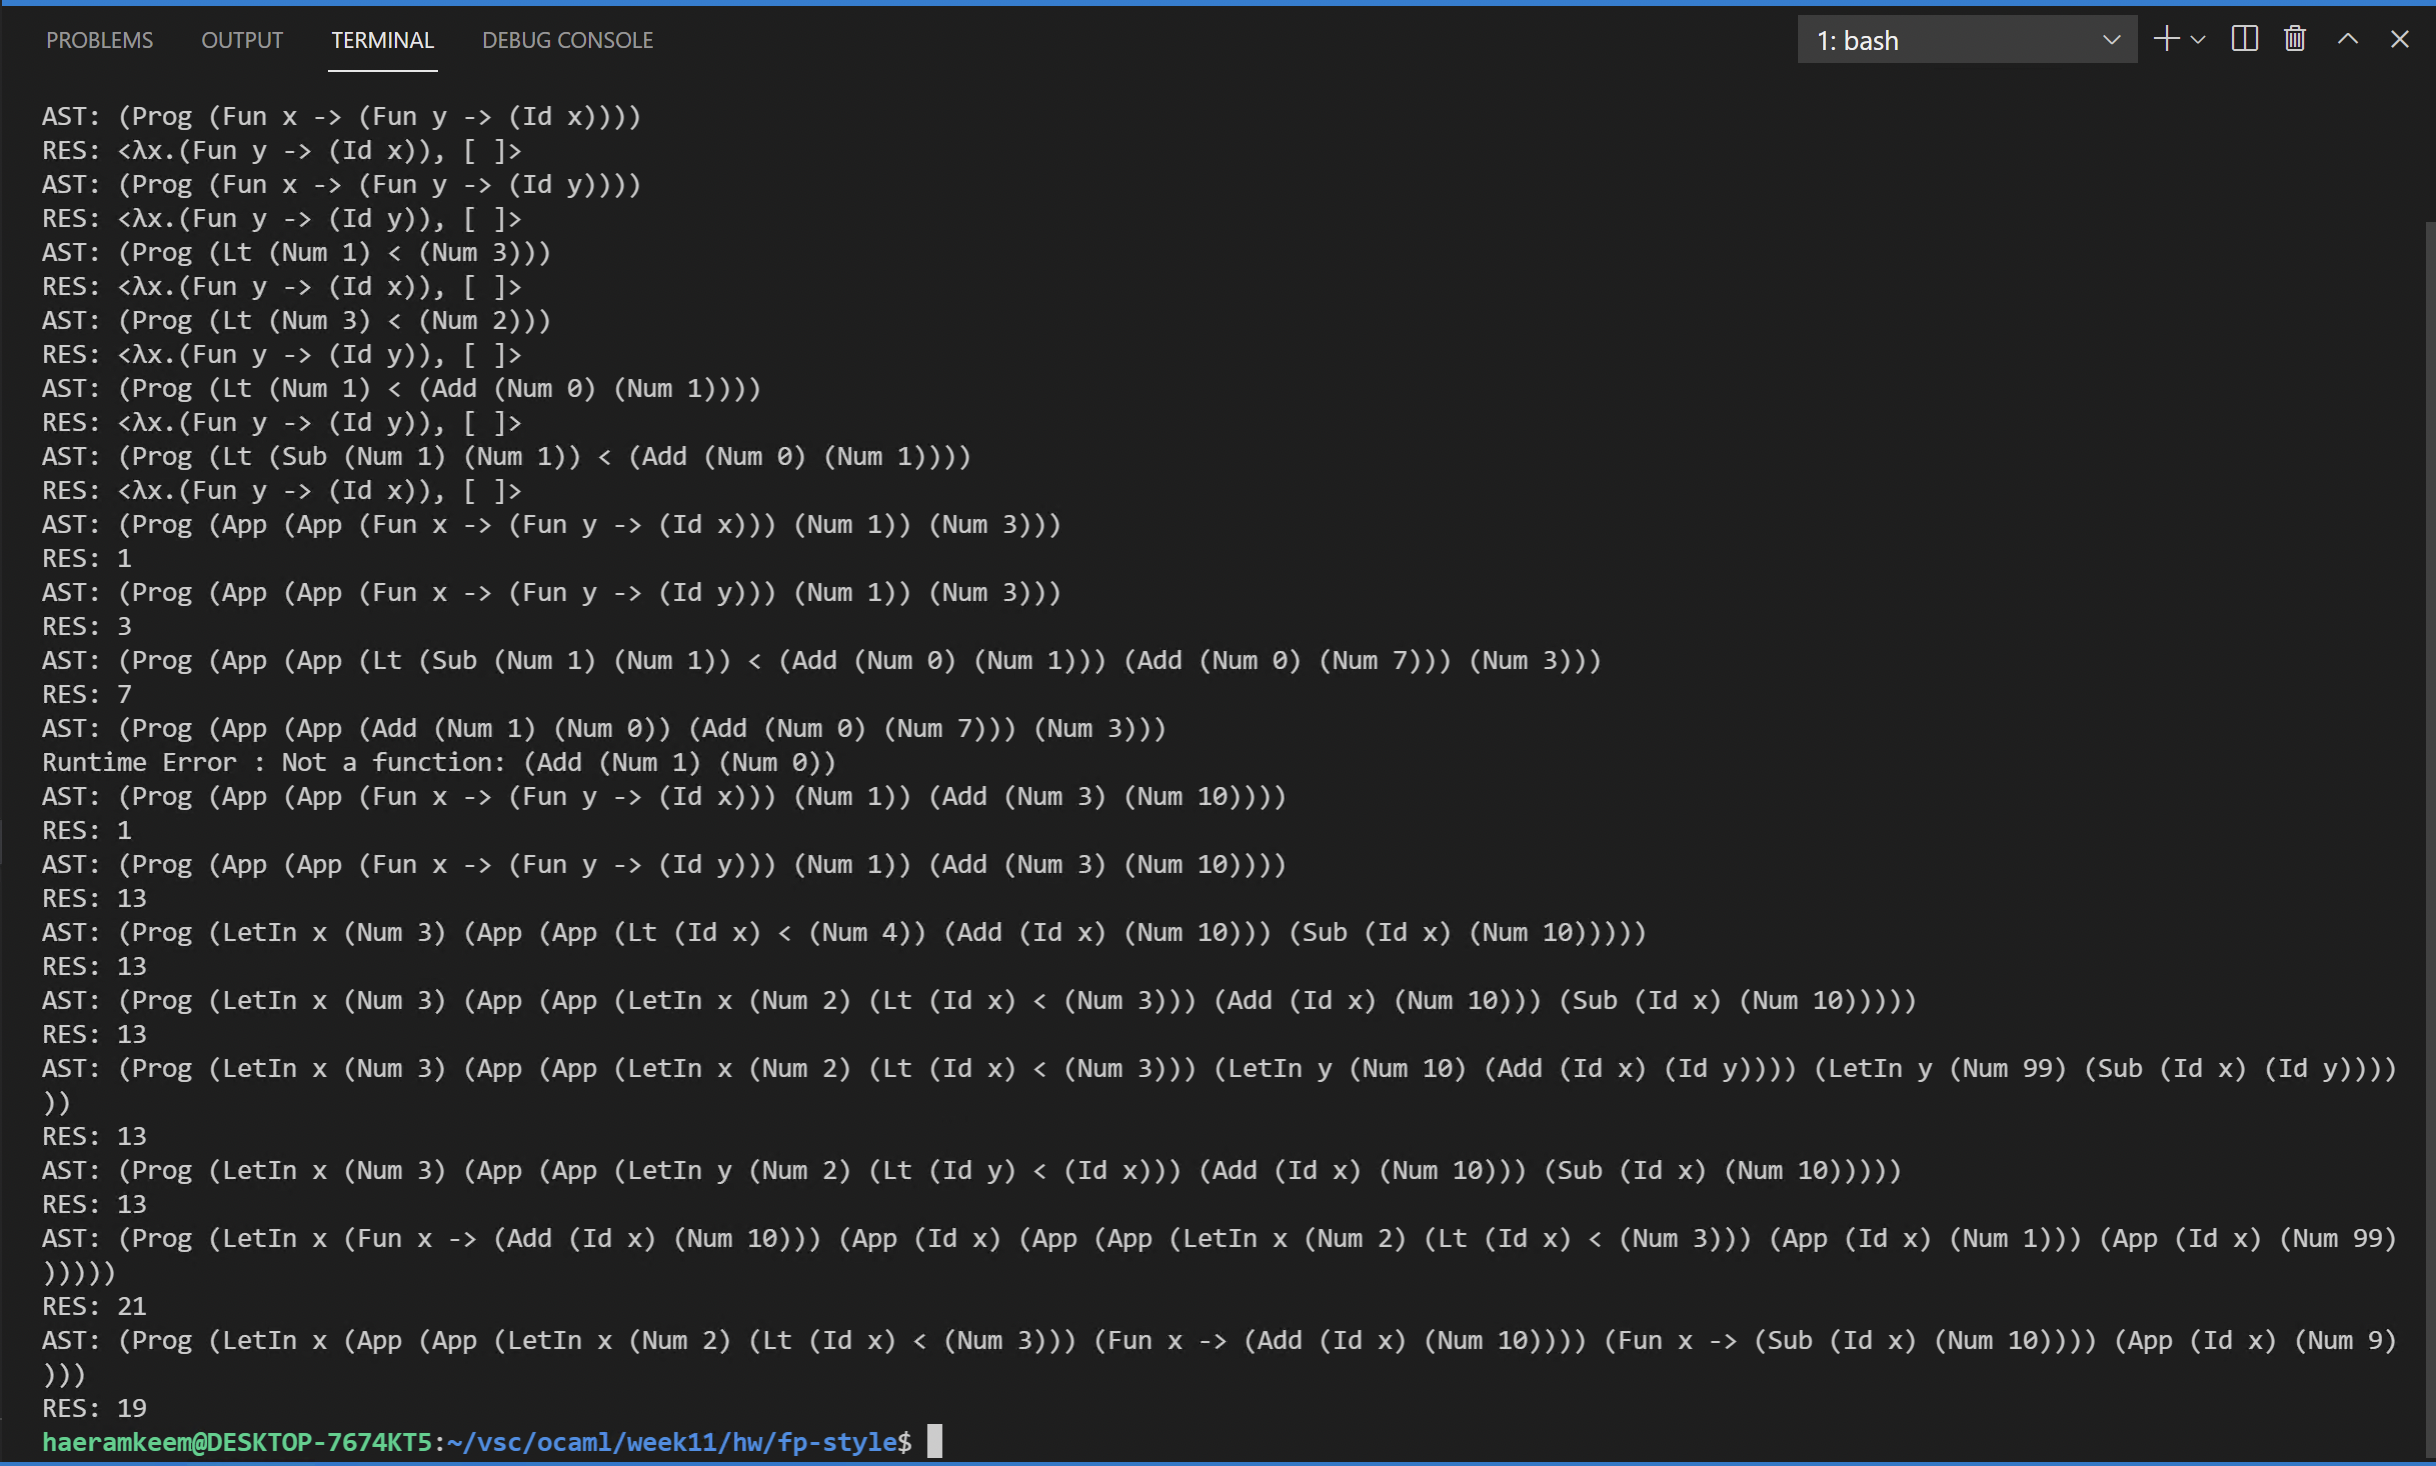 PROBLEMS OUTPUT TERMINAL DEBUG CONSOLE 1: bash
AST: (Prog (Fun x -> (Fun y -> (Id x))))
RES: <λx.(Fun y -> (Id x)), [ ]>
AST: (Prog (Fun x -> (Fun y -> (Id y))))
RES: <λx.(Fun y -> (Id y)), [ ]>
AST: (Prog (Lt (Num 1) < (Num 3)))
RES: <λx.(Fun y -> (Id x)), [ ]>
AST: (Prog (Lt (Num 3) < (Num 2)))
RES: <λx.(Fun y -> (Id y)), [ ]>
AST: (Prog (Lt (Num 1) < (Add (Num 0) (Num 1))))
RES: <λx.(Fun y -> (Id y)), [ ]>
AST: (Prog (Lt (Sub (Num 1) (Num 1)) < (Add (Num 0) (Num 1))))
RES: <λx.(Fun y -> (Id x)), [ ]>
AST: (Prog (App (App (Fun x -> (Fun y -> (Id x))) (Num 1)) (Num 3)))
RES: 1
AST: (Prog (App (App (Fun x -> (Fun y -> (Id y))) (Num 1)) (Num 3)))
RES: 3
AST: (Prog (App (App (Lt (Sub (Num 1) (Num 1)) < (Add (Num 0) (Num 1))) (Add (Num 0) (Num 7))) (Num 3)))
RES: 7
AST: (Prog (App (App (Add (Num 1) (Num 0)) (Add (Num 0) (Num 7))) (Num 3)))
Runtime Error : Not a function: (Add (Num 1) (Num 0))
AST: (Prog (App (App (Fun x -> (Fun y -> (Id x))) (Num 1)) (Add (Num 3) (Num 10))))
RES: 1
AST: (Prog (App (App (Fun x -> (Fun y -> (Id y))) (Num 1)) (Add (Num 3) (Num 10))))
RES: 13
AST: (Prog (LetIn x (Num 3) (App (App (Lt (Id x) < (Num 4)) (Add (Id x) (Num 10))) (Sub (Id x) (Num 10)))))
RES: 13
AST: (Prog (LetIn x (Num 3) (App (App (LetIn x (Num 2) (Lt (Id x) < (Num 3))) (Add (Id x) (Num 10))) (Sub (Id x) (Num 10)))))
RES: 13
AST: (Prog (LetIn x (Num 3) (App (App (LetIn x (Num 2) (Lt (Id x) < (Num 3))) (LetIn y (Num 10) (Add (Id x) (Id y)))) (LetIn y (Num 99) (Sub (Id x) (Id y))))
))
RES: 13
AST: (Prog (LetIn x (Num 3) (App (App (LetIn y (Num 2) (Lt (Id y) < (Id x))) (Add (Id x) (Num 10))) (Sub (Id x) (Num 10)))))
RES: 13
AST: (Prog (LetIn x (Fun x -> (Add (Id x) (Num 10))) (App (Id x) (App (App (LetIn x (Num 2) (Lt (Id x) < (Num 3))) (App (Id x) (Num 1))) (App (Id x) (Num 99)
)))))
RES: 21
AST: (Prog (LetIn x (App (App (LetIn x (Num 2) (Lt (Id x) < (Num 3))) (Fun x -> (Add (Id x) (Num 10)))) (Fun x -> (Sub (Id x) (Num 10)))) (App (Id x) (Num 9)
)))
RES: 19
haeramkeem@DESKTOP-7674KT5:~/vsc/ocaml/week11/hw/fp-style$